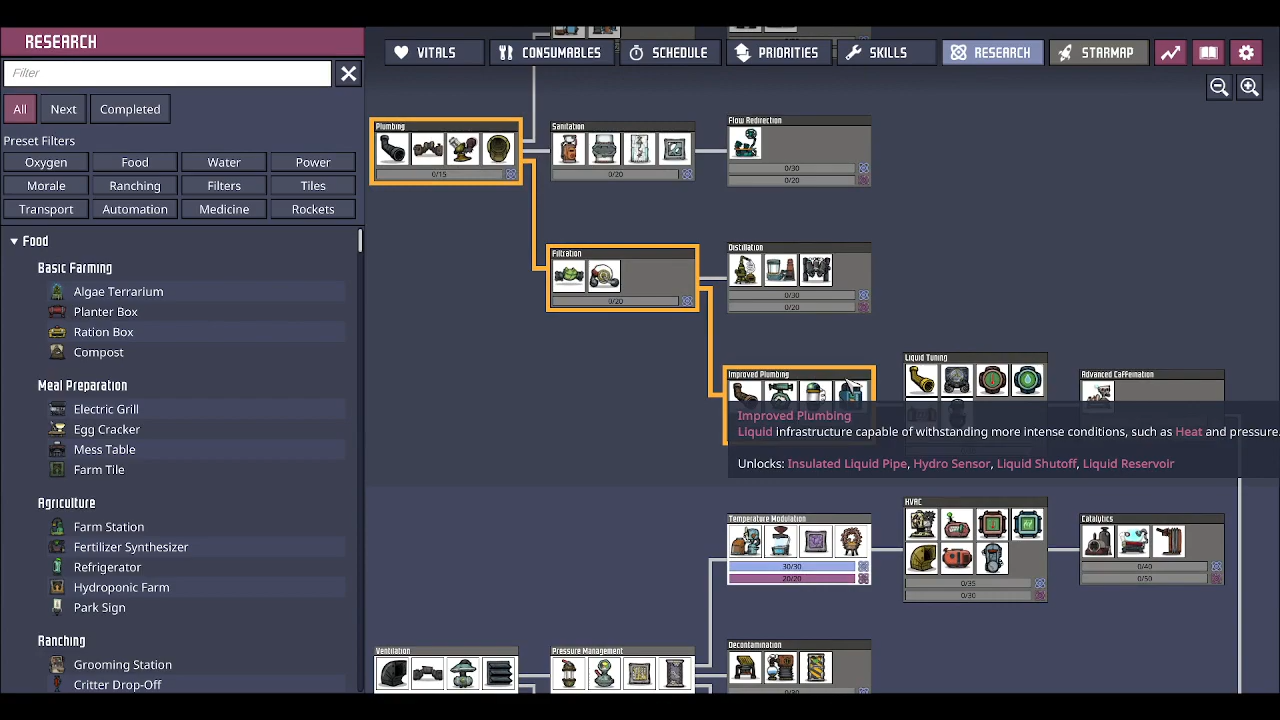 RESEARCH
VITALS
CONSUMABLES
SCHEDULE
PRIORITIES
SKILLS
RESEARCH
STARMAP
Filter
All
Next
Completed
Preset Filters
Oxygen
Food
Water
Power
Morale
Ranching
Filters
Tiles
Transport
Automation
Medicine
Rockets
Food
Basic Farming
Algae Terrarium
Planter Box
Ration Box
Compost
Meal Preparation
Electric Grill
Egg Cracker
Mess Table
Farm Tile
Agriculture
Farm Station
Fertilizer Synthesizer
Refrigerator
Hydroponic Farm
Park Sign
Ranching
Grooming Station
Critter Drop-Off
Plumbing
0/15
Sanitation
0/20
Flow Redirection
0/30
0/20
Filtration
0/20
Distillation
0/30
0/20
Improved Plumbing
Liquid Tuning
Advanced Caffeination
Improved Plumbing
Liquid infrastructure capable of withstanding more intense conditions, such as Heat and pressure.
Unlocks: Insulated Liquid Pipe, Hydro Sensor, Liquid Shutoff, Liquid Reservoir
Temperature Modulation
30/30
20/20
HVAC
0/35
0/30
Catalytics
0/40
0/50
Ventilation
Pressure Management
Decontamination
0/30